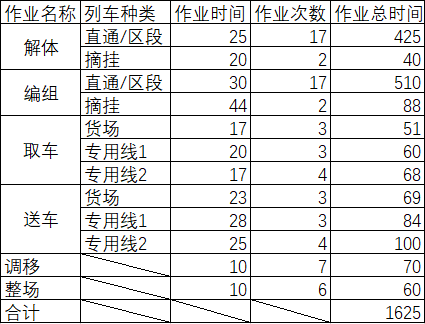 作业名称 列车种类 作业时间 作业次数 作业总时间
解体 直通/区段 25 17 425
摘挂 20 2 40
编组 直通/区段 30 17 510
摘挂 44 2 88
取车 货场 17 3 51
专用线1 20 3 60
专用线2 17 4 68
送车 货场 23 3 69
专用线1 28 3 84
专用线2 25 4 100
调移 10 7 70
整场 10 6 60
合计 1625